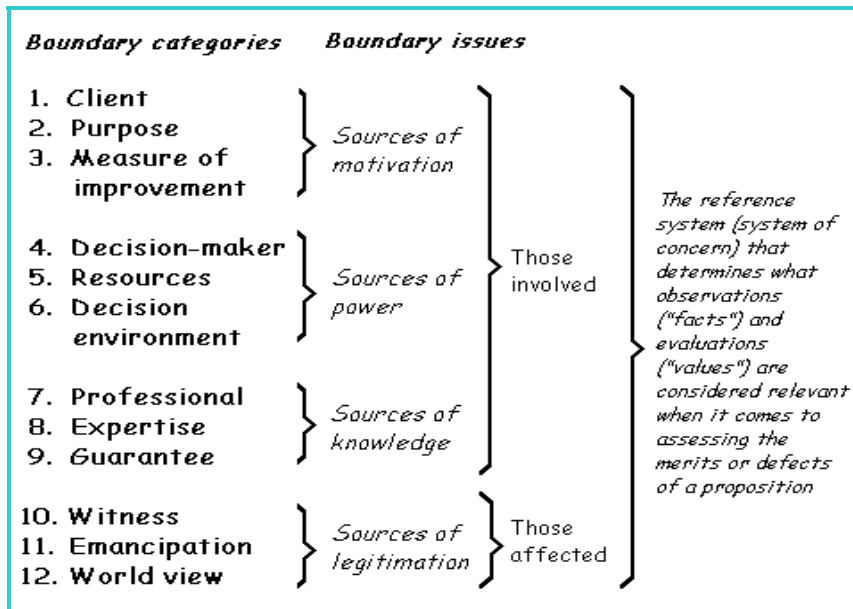 Boundary categories
Boundary issues
1. Client
2. Purpose
3. Measure of
improvement
Sources of
motivation
4. Decision-maker
5. Resources
6. Decision
environment
Sources of
power
7. Professional
8. Expertise
9. Guarantee
Sources of
knowledge
Those
involved
10. Witness
11. Emancipation
12. World view
Sources of
legitimation
Those
affected
The reference
system (system of
concern) that
determines what
observations
("facts") and
evaluations
("values") are
considered relevant
when it comes to
assessing the
merits or defects
of a proposition